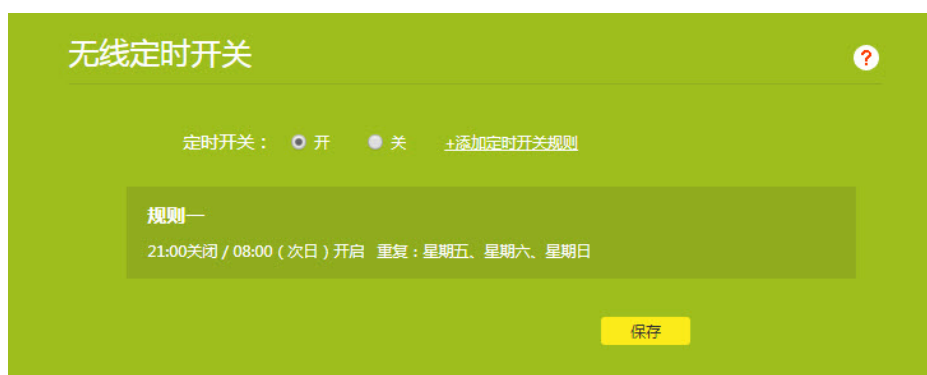 无线定时开关
?
定时开关： 开 关 +添加定时开关规则
规则一
21:00关闭 / 08:00 ( 次日 ) 开启 重复 : 星期五、星期六、星期日
保存